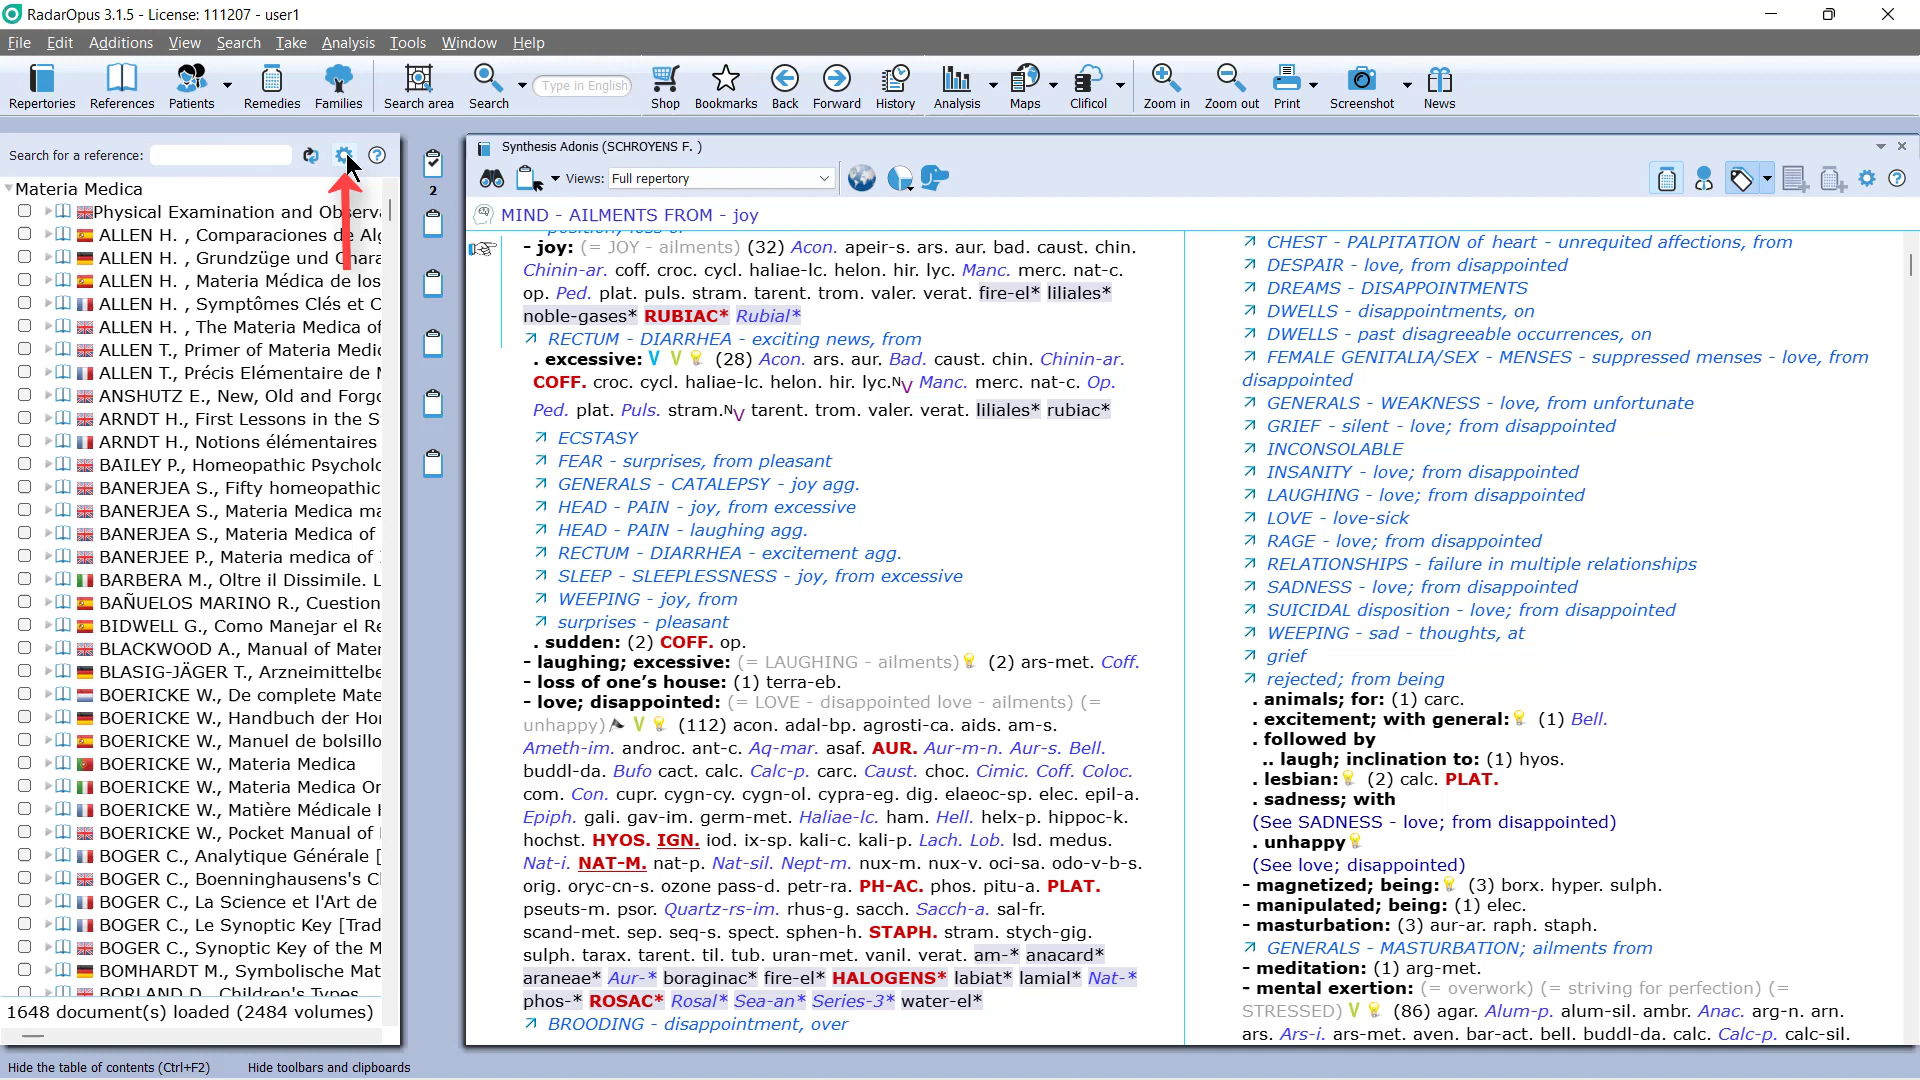 RadarOpus 3.1.5 - License: 111207 - user1
File Edit Additions View Search Take Analysis Tools Window Help
Repertories References Patients Remedies Families Search area Search Type in English Shop Bookmarks Back Forward History Analysis Maps Clificol Zoom in Zoom out Print Screenshot News
Search for a reference:
Materia Medica
Physical Examination and Observa
ALLEN H. , Comparaciones de Alg
ALLEN H. , Grundzüge und Chara
ALLEN H. , Materia Médica de los
ALLEN H. , Symptômes Clés et C
ALLEN H. , The Materia Medica of
ALLEN T., Primer of Materia Medic
ALLEN T., Précis Elémentaire de M
ANSHUTZ E., New, Old and Forgo
ARNDT H., First Lessons in the S
ARNDT H., Notions élémentaires
BAILEY P., Homeopathic Psycholo
BANERJEA S., Fifty homeopathic
BANERJEA S., Materia Medica ma
BANERJEA S., Materia Medica of
BANERJEE P., Materia medica of
BARBERA M., Oltre il Dissimile. L
BAÑUELOS MARINO R., Cuestion
BIDWELL G., Como Manejar el Re
BLACKWOOD A., Manual of Mater
BLASIG-JÄGER T., Arzneimittelbe
BOERICKE W., De complete Mate
BOERICKE W., Handbuch der Hor
BOERICKE W., Manuel de bolsillo
BOERICKE W., Materia Medica
BOERICKE W., Materia Medica Or
BOERICKE W., Matière Médicale H
BOERICKE W., Pocket Manual of
BOGER C., Analytique Générale [
BOGER C., Boenninghausens's Cl
BOGER C., La Science et l'Art de
BOGER C., Le Synoptic Key [Trad
BOGER C., Synoptic Key of the M
BOMHARDT M., Symbolische Mat
BORLAND D., Children's Types
1648 document(s) loaded (2484 volumes)
2
Synthesis Adonis (SCHROYENS F. )
Views: Full repertory
MIND - AILMENTS FROM - joy
position, loss of
- joy: (= JOY - ailments) (32) Acon. apeir-s. ars. aur. bad. caust. chin.
Chinin-ar. coff. croc. cycl. haliae-lc. helon. hir. lyc. Manc. merc. nat-c.
op. Ped. plat. puls. stram. tarent. trom. valer. verat. fire-el* liliales*
noble-gases* RUBIAC* Rubial*
RECTUM - DIARRHEA - exciting news, from
. excessive: V V (28) Acon. ars. aur. Bad. caust. chin. Chinin-ar.
COFF. croc. cycl. haliae-lc. helon. hir. lyc.NV Manc. merc. nat-c. Op.
Ped. plat. Puls. stram.NV tarent. trom. valer. verat. liliales* rubiac*
ECSTASY
FEAR - surprises, from pleasant
GENERALS - CATALEPSY - joy agg.
HEAD - PAIN - joy, from excessive
HEAD - PAIN - laughing agg.
RECTUM - DIARRHEA - excitement agg.
SLEEP - SLEEPLESSNESS - joy, from excessive
WEEPING - joy, from
surprises - pleasant
. sudden: (2) COFF. op.
- laughing; excessive: (= LAUGHING - ailments) (2) ars-met. Coff.
- loss of one's house: (1) terra-eb.
- love; disappointed: (= LOVE - disappointed love - ailments) (=
unhappy) V (112) acon. adal-bp. agrosti-ca. aids. am-s.
Ameth-im. androc. ant-c. Aq-mar. asaf. AUR. Aur-m-n. Aur-s. Bell.
buddl-da. Bufo cact. calc. Calc-p. carc. Caust. choc. Cimic. Coff. Coloc.
com. Con. cupr. cygn-cy. cygn-ol. cypra-eg. dig. elaeoc-sp. elec. epil-a.
Epiph. gali. gav-im. germ-met. Haliae-lc. ham. Hell. helx-p. hippoc-k.
hochst. HYOS. IGN. iod. ix-sp. kali-c. kali-p. Lach. Lob. lsd. medus.
Nat-i. NAT-M. nat-p. Nat-sil. Nept-m. nux-m. nux-v. oci-sa. odo-v-b-s.
orig. oryc-cn-s. ozone pass-d. petr-ra. PH-AC. phos. pitu-a. PLAT.
pseuts-m. psor. Quartz-rs-im. rhus-g. sacch. Sacch-a. sal-fr.
scand-met. sep. seq-s. spect. sphen-h. STAPH. stram. stych-gig.
sulph. tarax. tarent. til. tub. uran-met. vanil. verat. am-* anacard*
araneae* Aur-* boraginac* fire-el* HALOGENS* labiat* lamial* Nat-*
phos-* ROSAC* Rosal* Sea-an* Series-3* water-el*
BROODING - disappointment, over
CHEST - PALPITATION of heart - unrequited affections, from
DESPAIR - love, from disappointed
DREAMS - DISAPPOINTMENTS
DWELLS - disappointments, on
DWELLS - past disagreeable occurrences, on
FEMALE GENITALIA/SEX - MENSES - suppressed menses - love, from
disappointed
GENERALS - WEAKNESS - love, from unfortunate
GRIEF - silent - love; from disappointed
INCONSOLABLE
INSANITY - love; from disappointed
LAUGHING - love; from disappointed
LOVE - love-sick
RAGE - love; from disappointed
RELATIONSHIPS - failure in multiple relationships
SADNESS - love; from disappointed
SUICIDAL disposition - love; from disappointed
WEEPING - sad - thoughts, at
grief
rejected; from being
. animals; for: (1) carc.
. excitement; with general: (1) Bell.
. followed by
.. laugh; inclination to: (1) hyos.
. lesbian: (2) calc. PLAT.
. sadness; with
(See SADNESS - love; from disappointed)
. unhappy
(See love; disappointed)
- magnetized; being: (3) borx. hyper. sulph.
- manipulated; being: (1) elec.
- masturbation: (3) aur-ar. raph. staph.
GENERALS - MASTURBATION; ailments from
- meditation: (1) arg-met.
- mental exertion: (= overwork) (= striving for perfection) (=
STRESSED) V (86) agar. Alum-p. alum-sil. ambr. Anac. arg-n. arn.
ars. Ars-i. ars-met. aven. bar-act. bell. buddl-da. calc. Calc-p. calc-sil.
Hide the table of contents (Ctrl+F2) Hide toolbars and clipboards